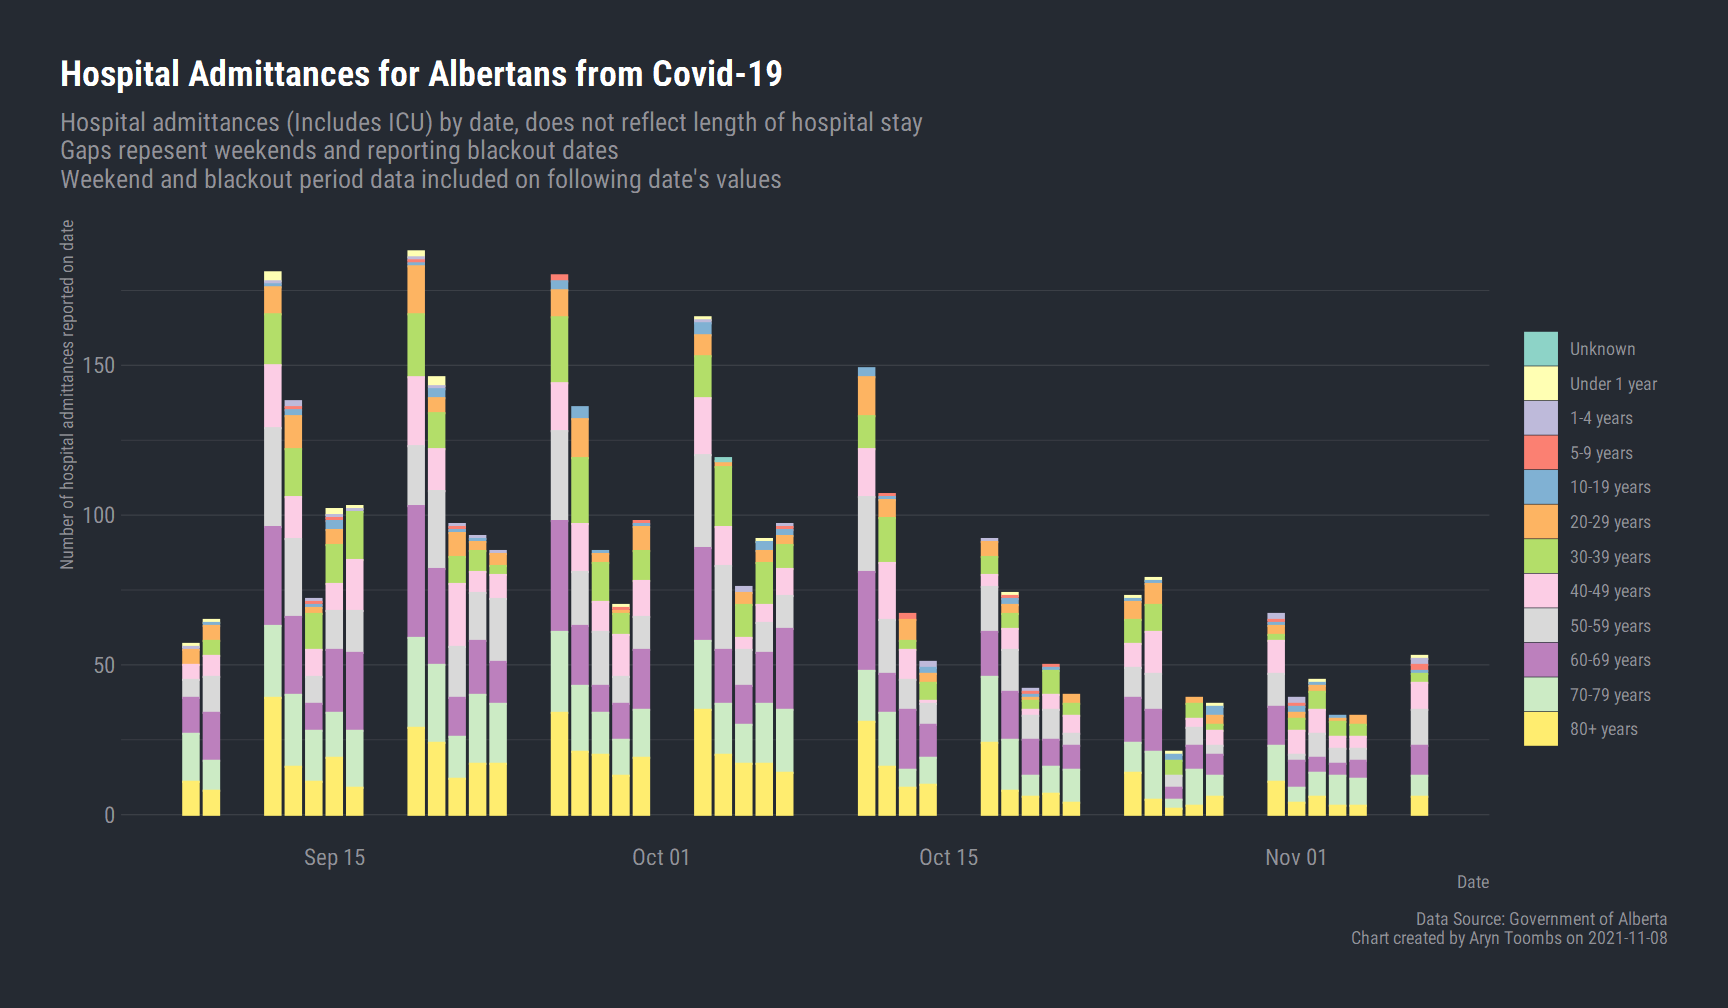 Hospital Admittances for Albertans from Covid-19
Hospital admittances (Includes ICU) by date, does not reflect length of hospital stay
Gaps repesent weekends and reporting blackout dates
Weekend and blackout period data included on following date's values
Number of hospital admittances reported on date
150
100
50
0
Sep 15
Oct 01
Oct 15
Nov 01
Date
Unknown
Under 1 year
1-4 years
5-9 years
10-19 years
20-29 years
30-39 years
40-49 years
50-59 years
60-69 years
70-79 years
80+ years
Data Source: Government of Alberta
Chart created by Aryn Toombs on 2021-11-08